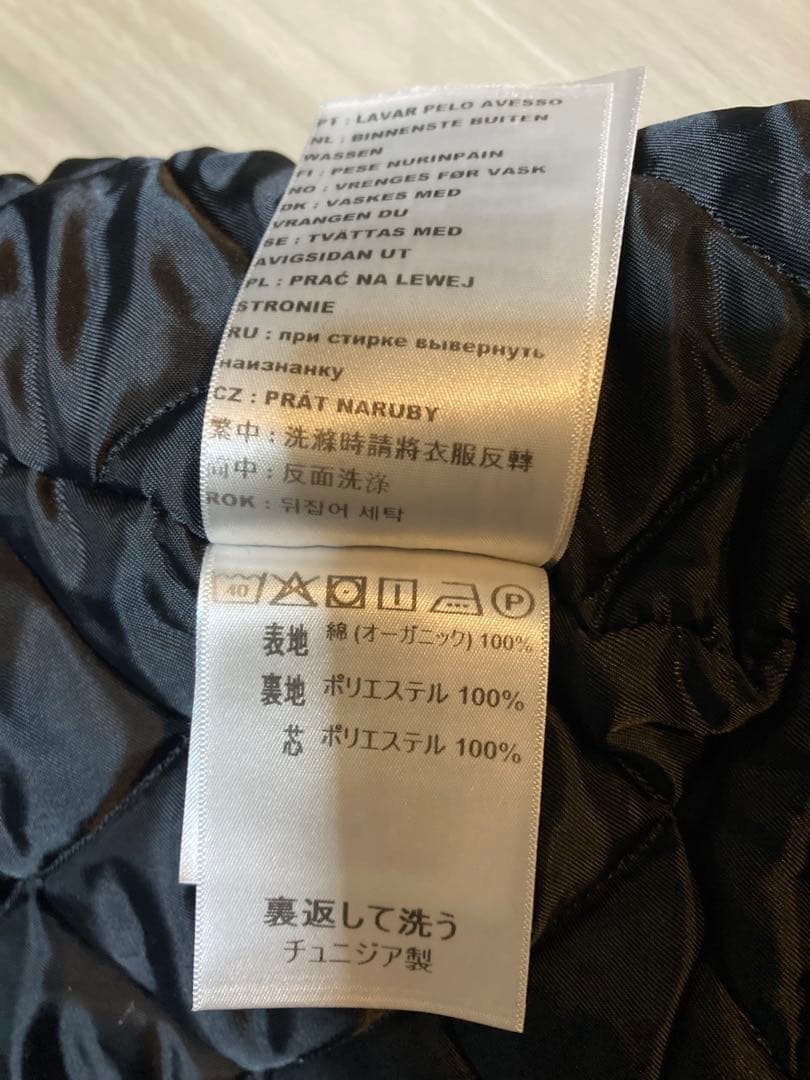 PT : LAVAR PELO AVESSO
NL : BINNENSTE BUITEN
WASSEN
FI : PESE NURINPAIN
NO : VRENGES FØR VASK
DK : VASKES MED
VRANGEN DU
SE : TVÄTTAS MED
AVIGSIDAN UT
PL : PRAĆ NA LEWEJ
STRONIE
RU : при стирке вывернуть
наизнанку
CZ : PRÁT NARUBY
繁中 : 洗滌時請將衣服反轉
简中 : 反面洗涤
ROK : 뒤집어 세탁
40 P
表地 綿 (オーガニック) 100%
裏地 ポリエステル 100%
芯 ポリエステル 100%
裏返して洗う
チュニジア製